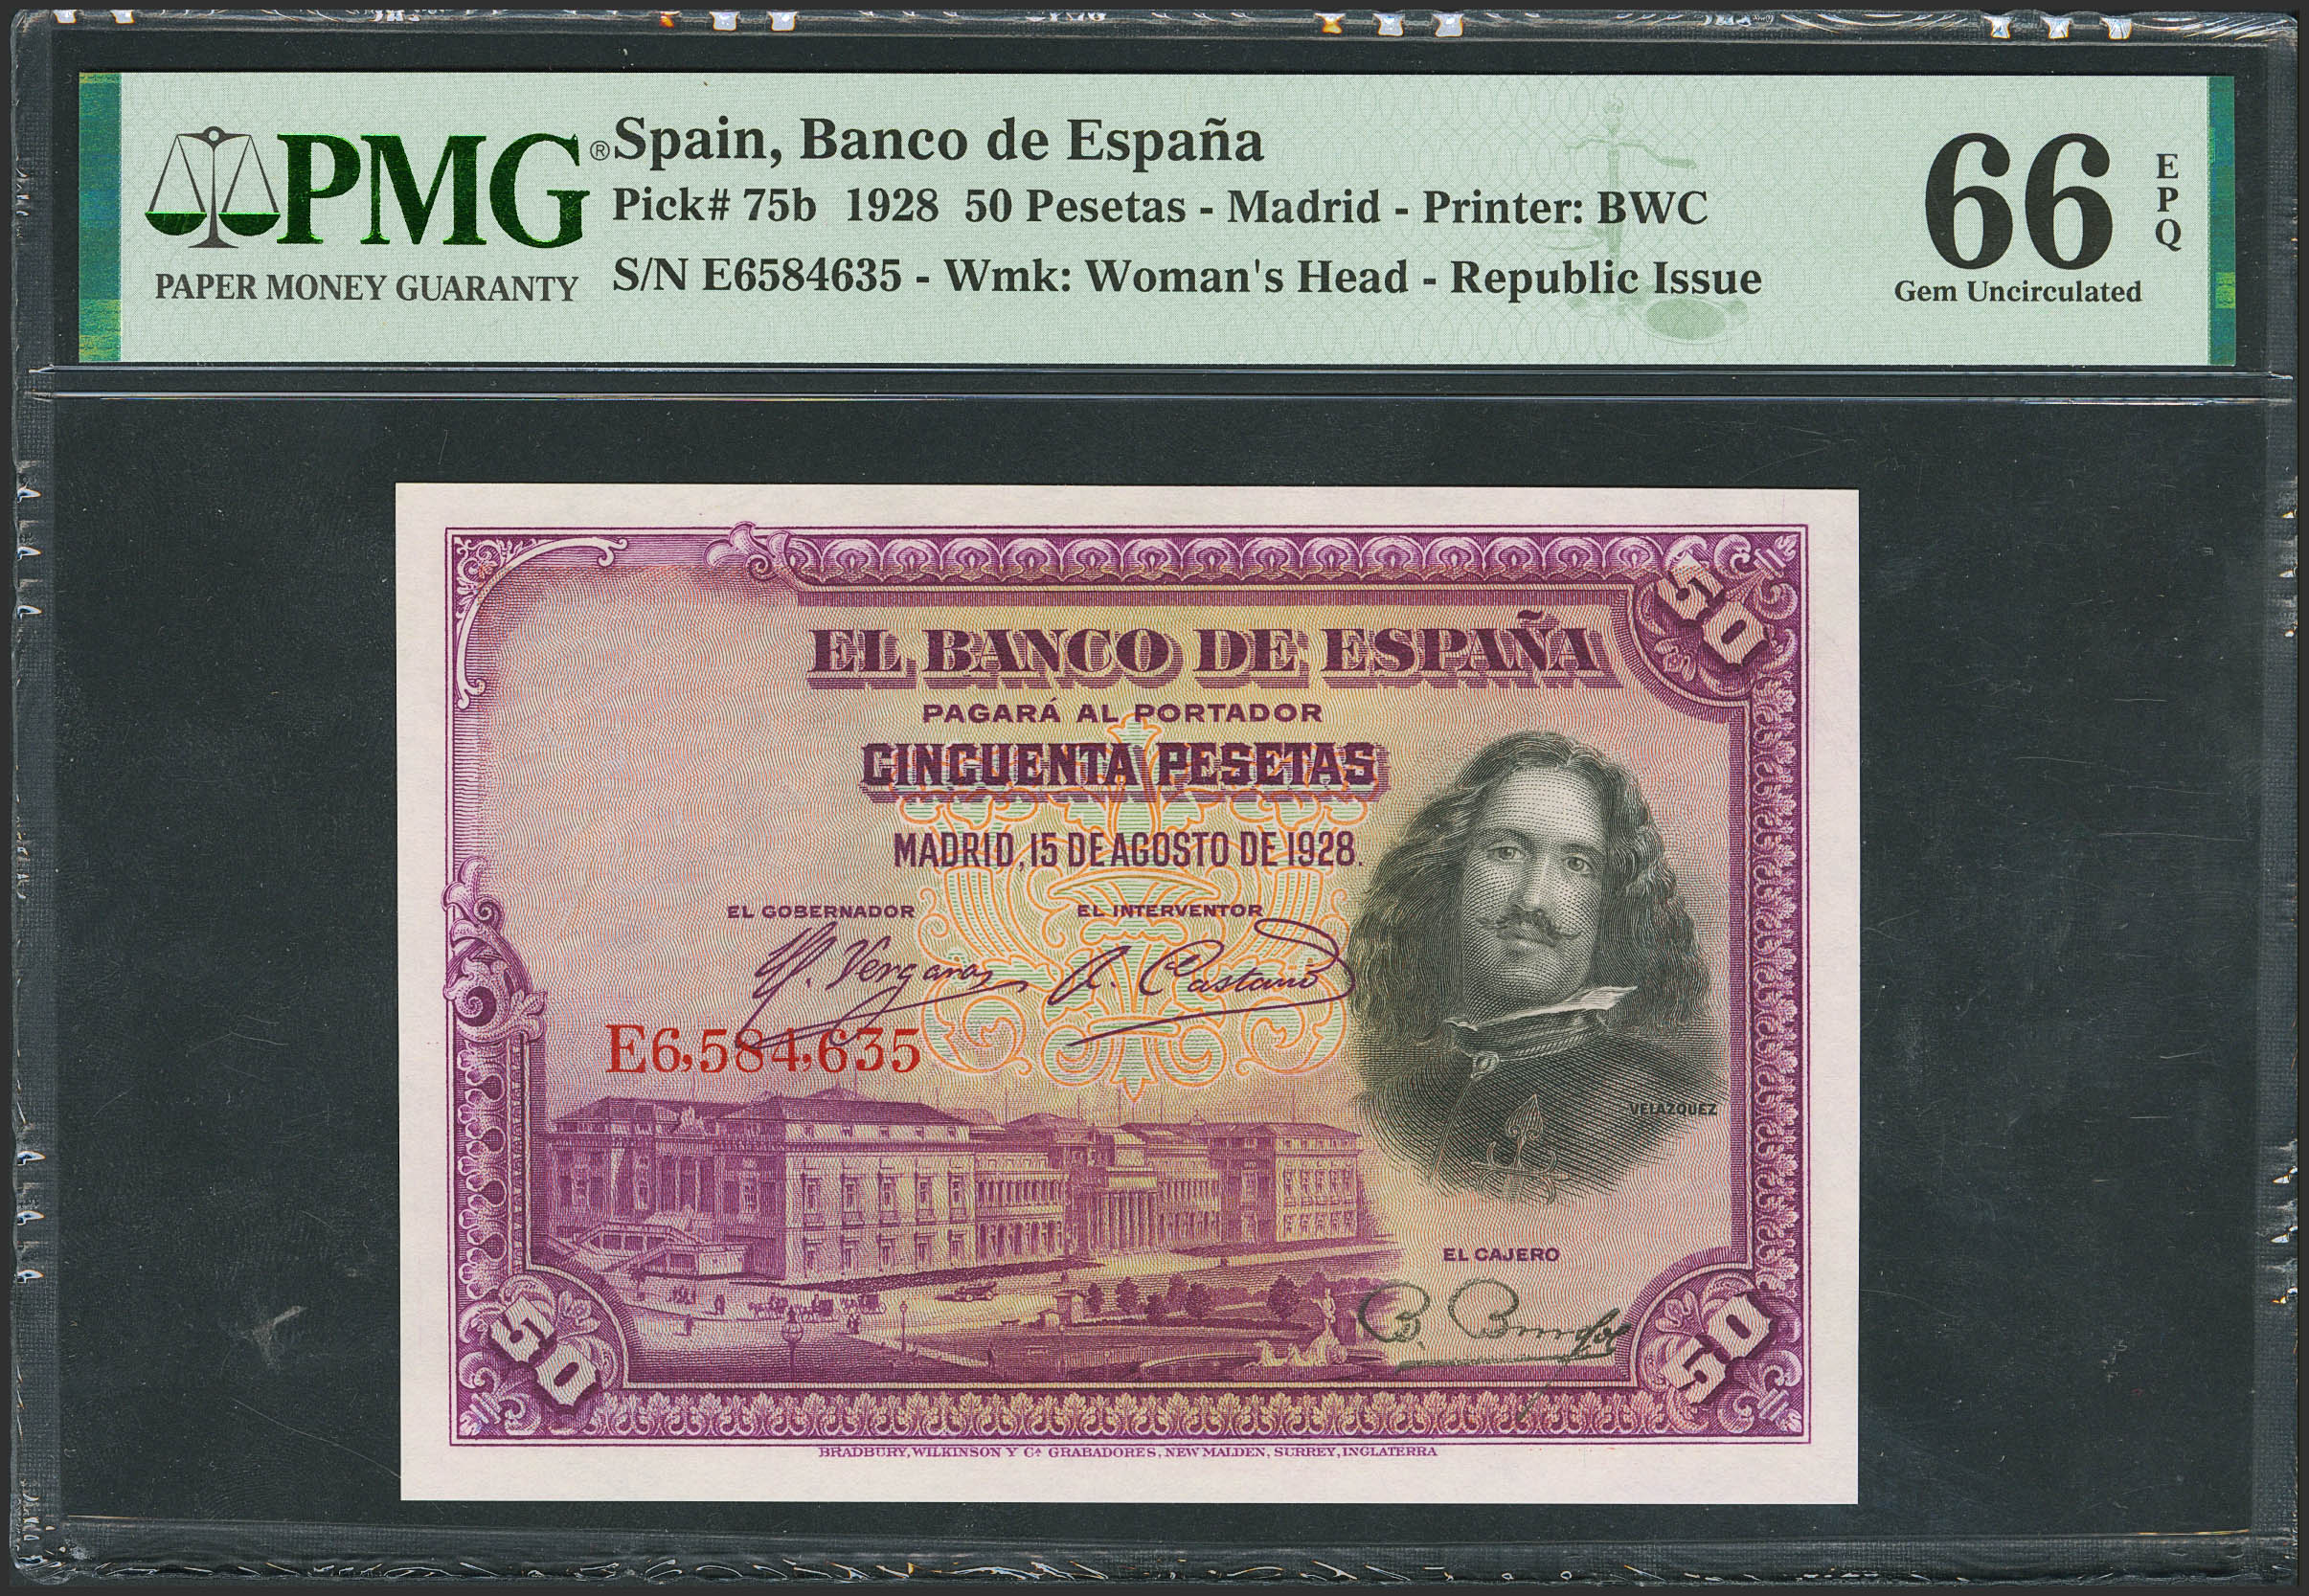 PMG®
PAPER MONEY GUARANTY
Spain, Banco de España
Pick# 75b 1928 50 Pesetas - Madrid - Printer: BWC
S/N E6584635 - Wmk: Woman's Head - Republic Issue
66
EPQ
Gem Uncirculated
50
EL BANCO DE ESPAÑA
PAGARÁ AL PORTADOR
CINCUENTA PESETAS
MADRID, 15 DE AGOSTO DE 1928.
EL GOBERNADOR EL INTERVENTOR
Vergara A. Castaño
E6,584,635
VELAZQUEZ
EL CAJERO
50
50
BRADBURY, WILKINSON Y Cª GRABADORES, NEW MALDEN, SURREY, INGLATERRA